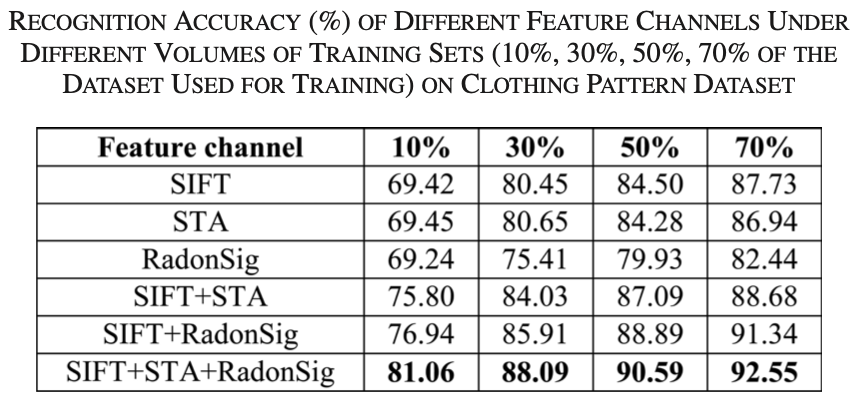 RECOGNITION ACCURACY (%) OF DIFFERENT FEATURE CHANNELS UNDER
DIFFERENT VOLUMES OF TRAINING SETS (10%, 30%, 50%, 70% OF THE
DATASET USED FOR TRAINING) ON CLOTHING PATTERN DATASET
Feature channel 10% 30% 50% 70%
SIFT 69.42 80.45 84.50 87.73
STA 69.45 80.65 84.28 86.94
RadonSig 69.24 75.41 79.93 82.44
SIFT+STA 75.80 84.03 87.09 88.68
SIFT+RadonSig 76.94 85.91 88.89 91.34
SIFT+STA+RadonSig 81.06 88.09 90.59 92.55